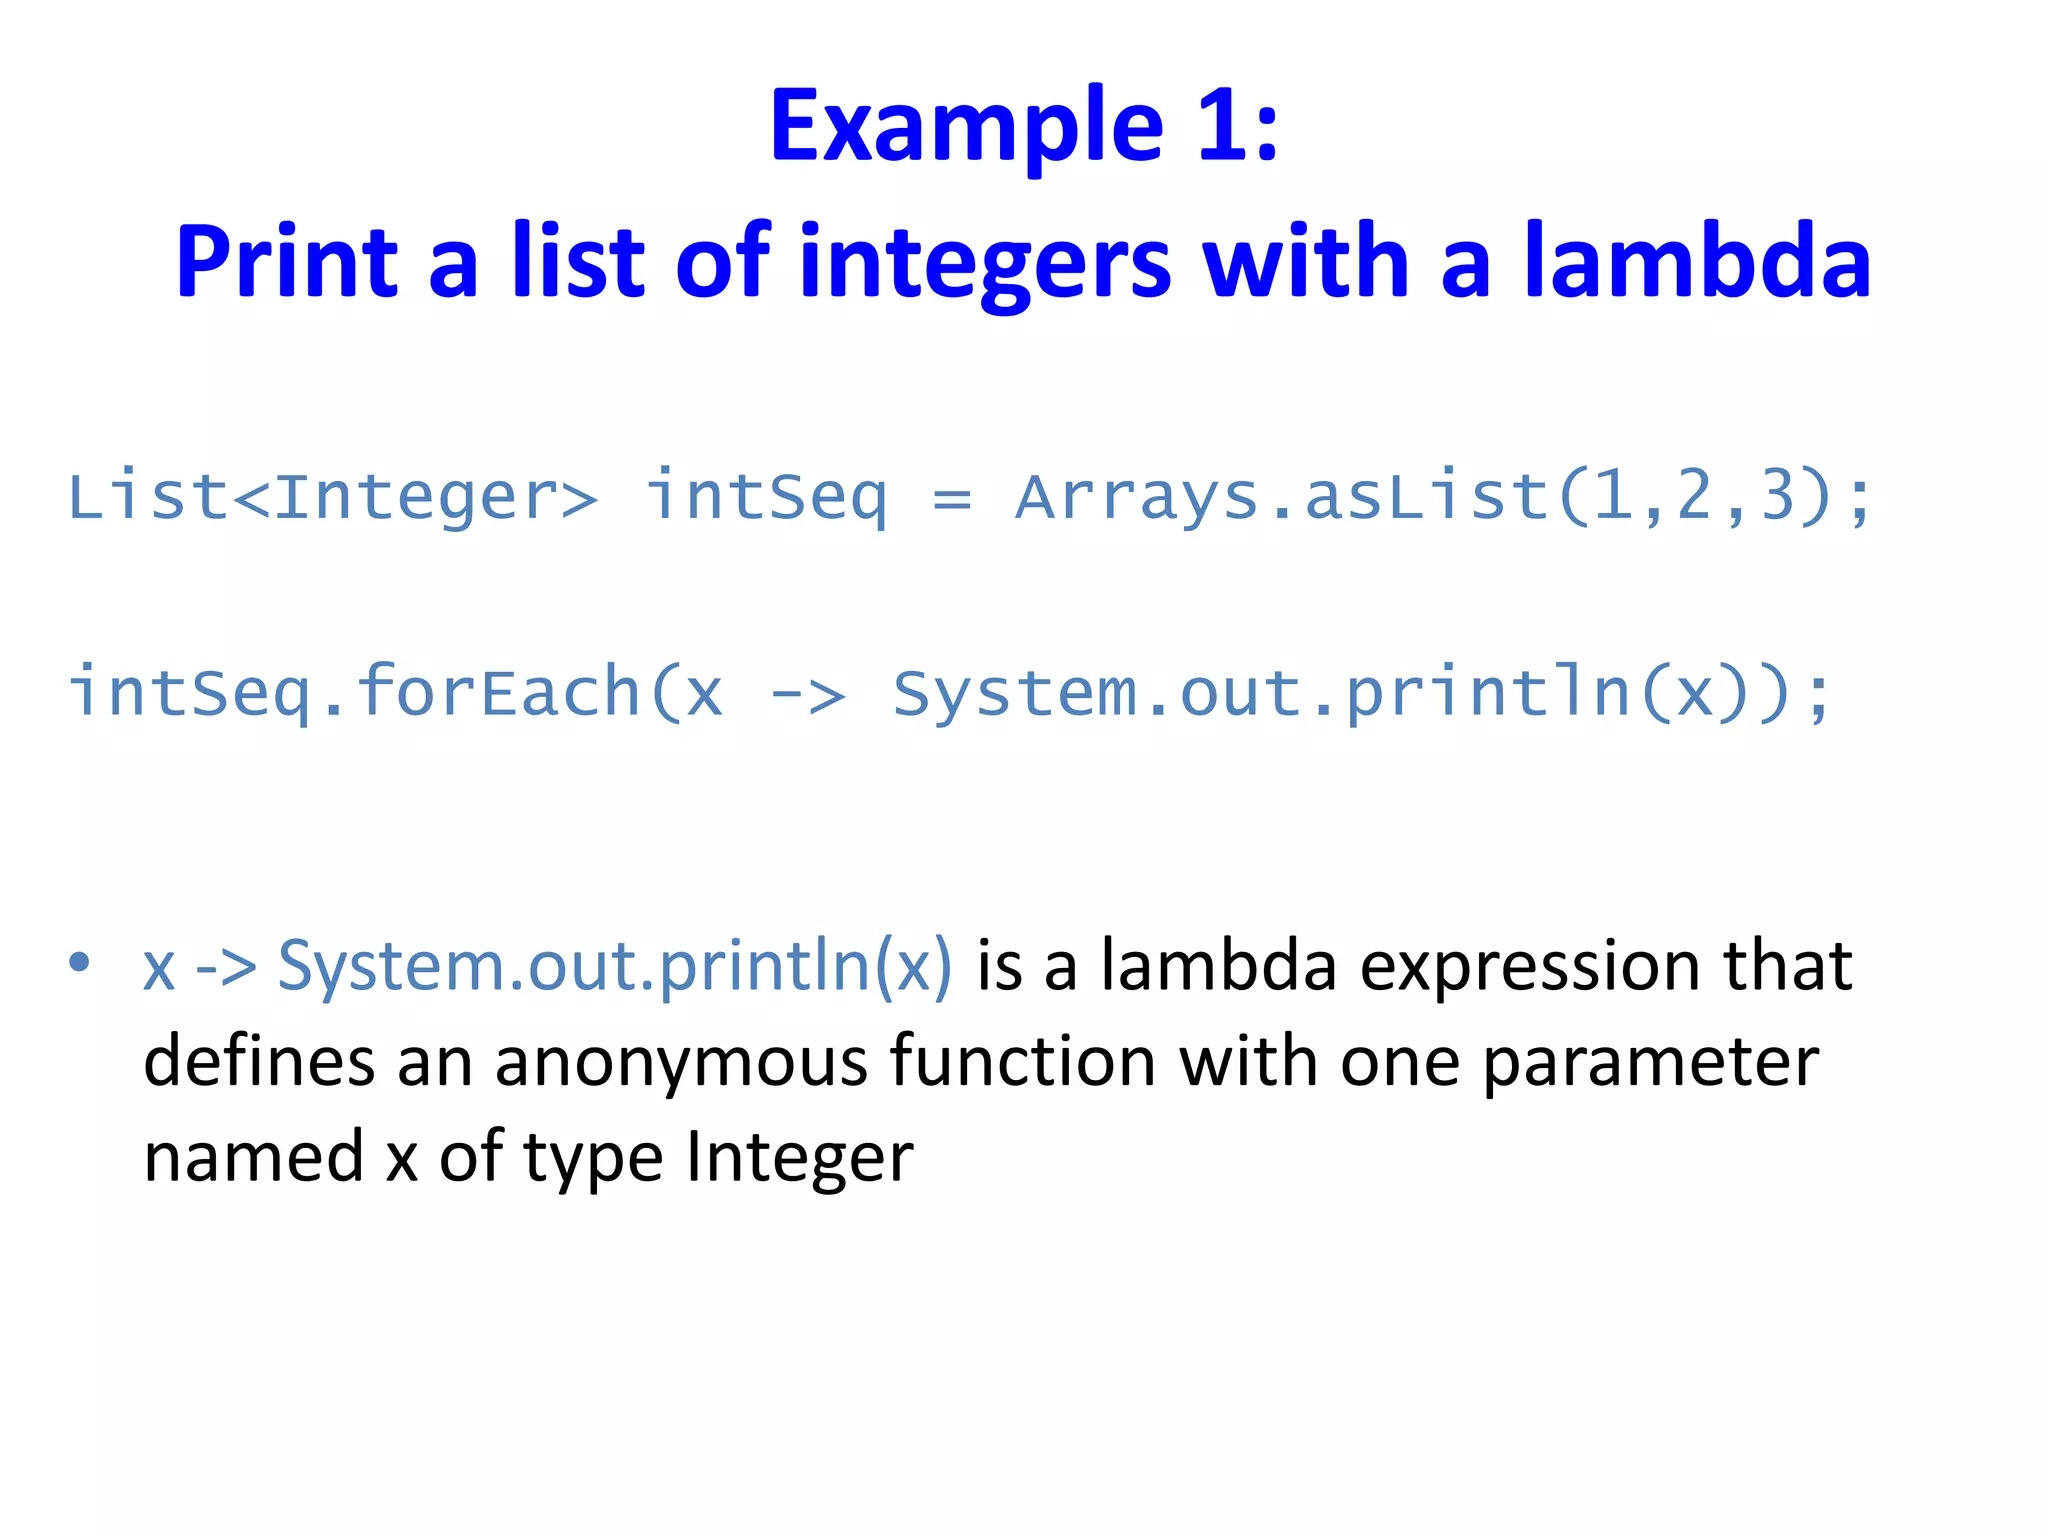 Example 1:
Print a list of integers with a lambda
List<Integer> intSeq = Arrays.asList(1,2,3);
intSeq.forEach(x -> System.out.println(x));
• x -> System.out.println(x) is a lambda expression that
defines an anonymous function with one parameter
named x of type Integer